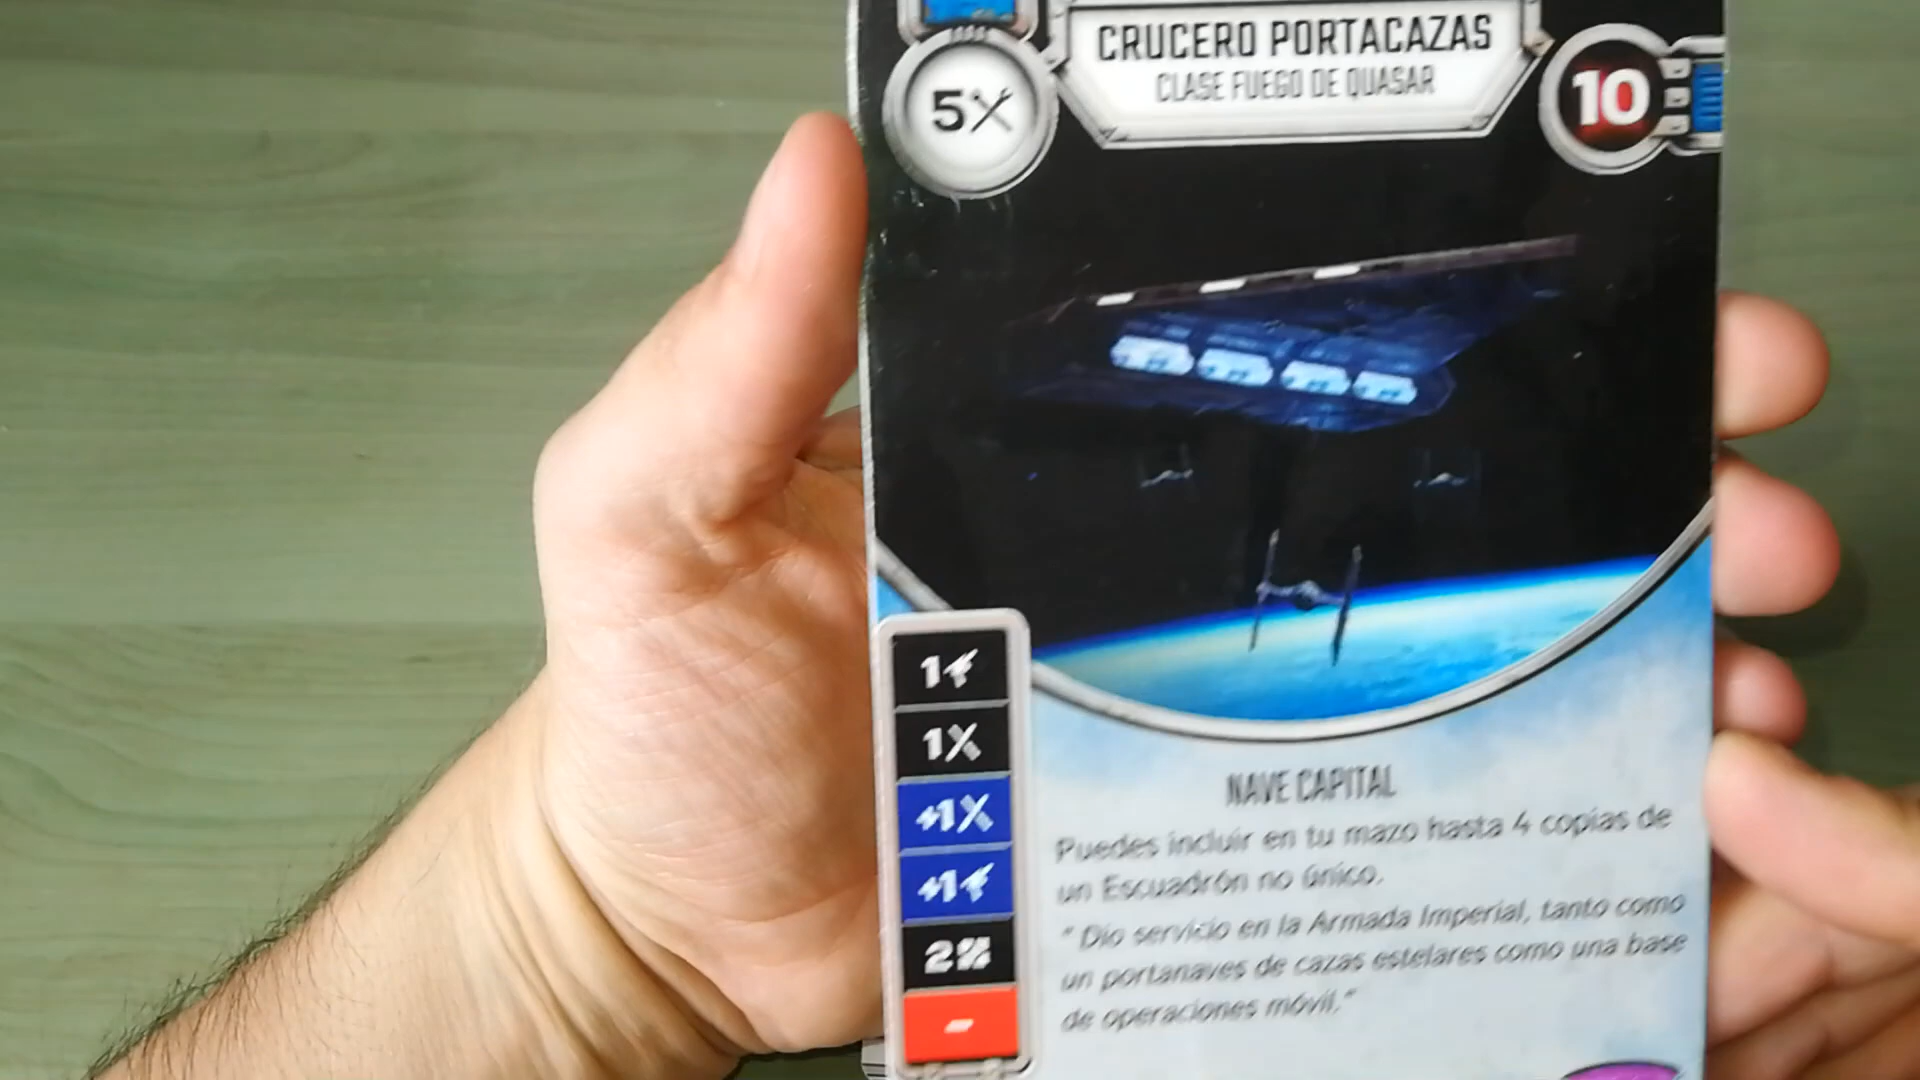 CRUCERO PORTACAZAS
CLASE FUEGO DE QUASAR
5
10
1
1
+1
+1
2
-
NAVE CAPITAL
Puedes incluir en tu mazo hasta 4 copias de
un Escuadrón no único.
" Dio servicio en la Armada Imperial, tanto como
un portanaves de cazas estelares como una base
de operaciones móvil."